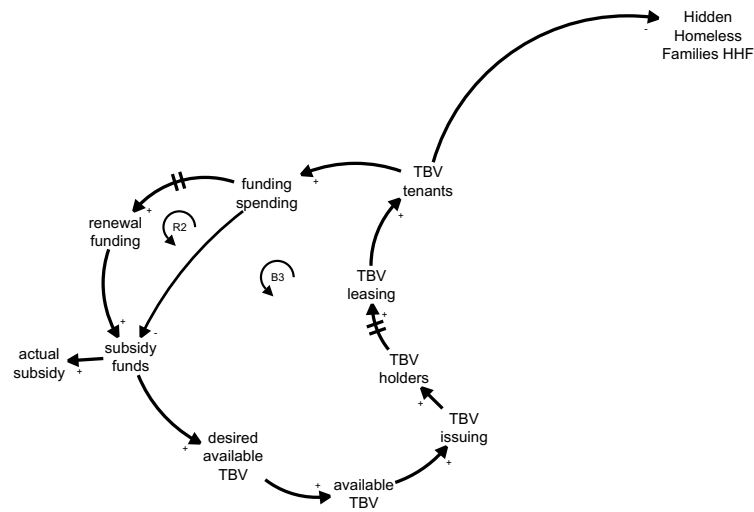 Hidden
Homeless
Families HHF
-
TBV
tenants
+
funding
spending
+
+
renewal
funding
R2
B3
TBV
leasing
+
+
-
subsidy
funds
actual
subsidy
+
TBV
holders
+
TBV
issuing
+
desired
available
TBV
+
+
available
TBV
+